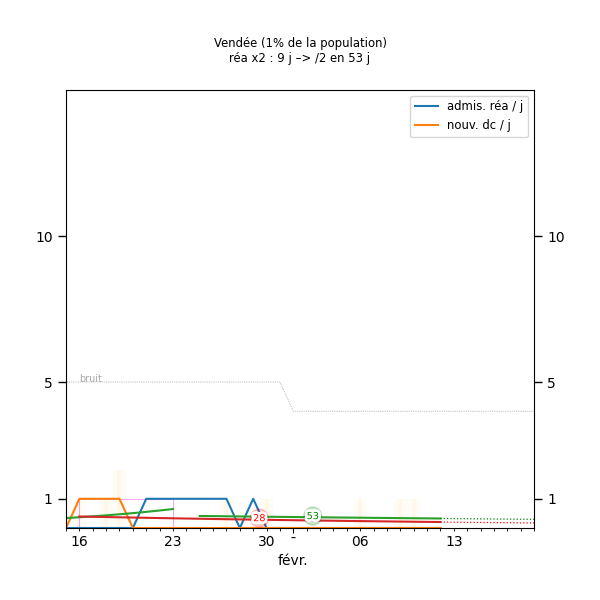 Vendée (1% de la population)
réa x2 : 9 j –> /2 en 53 j
admis. réa / j
nouv. dc / j
10 10
bruit
5 5
1 1
28 53
16 23 30 - 06 13
févr.